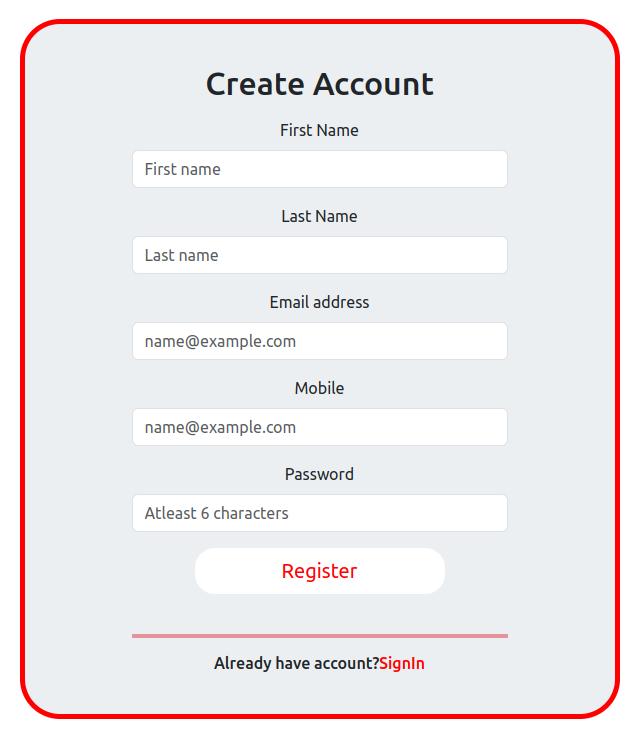 Create Account
First Name
First name
Last Name
Last name
Email address
name@example.com
Mobile
name@example.com
Password
Atleast 6 characters
Register
Already have account?SignIn